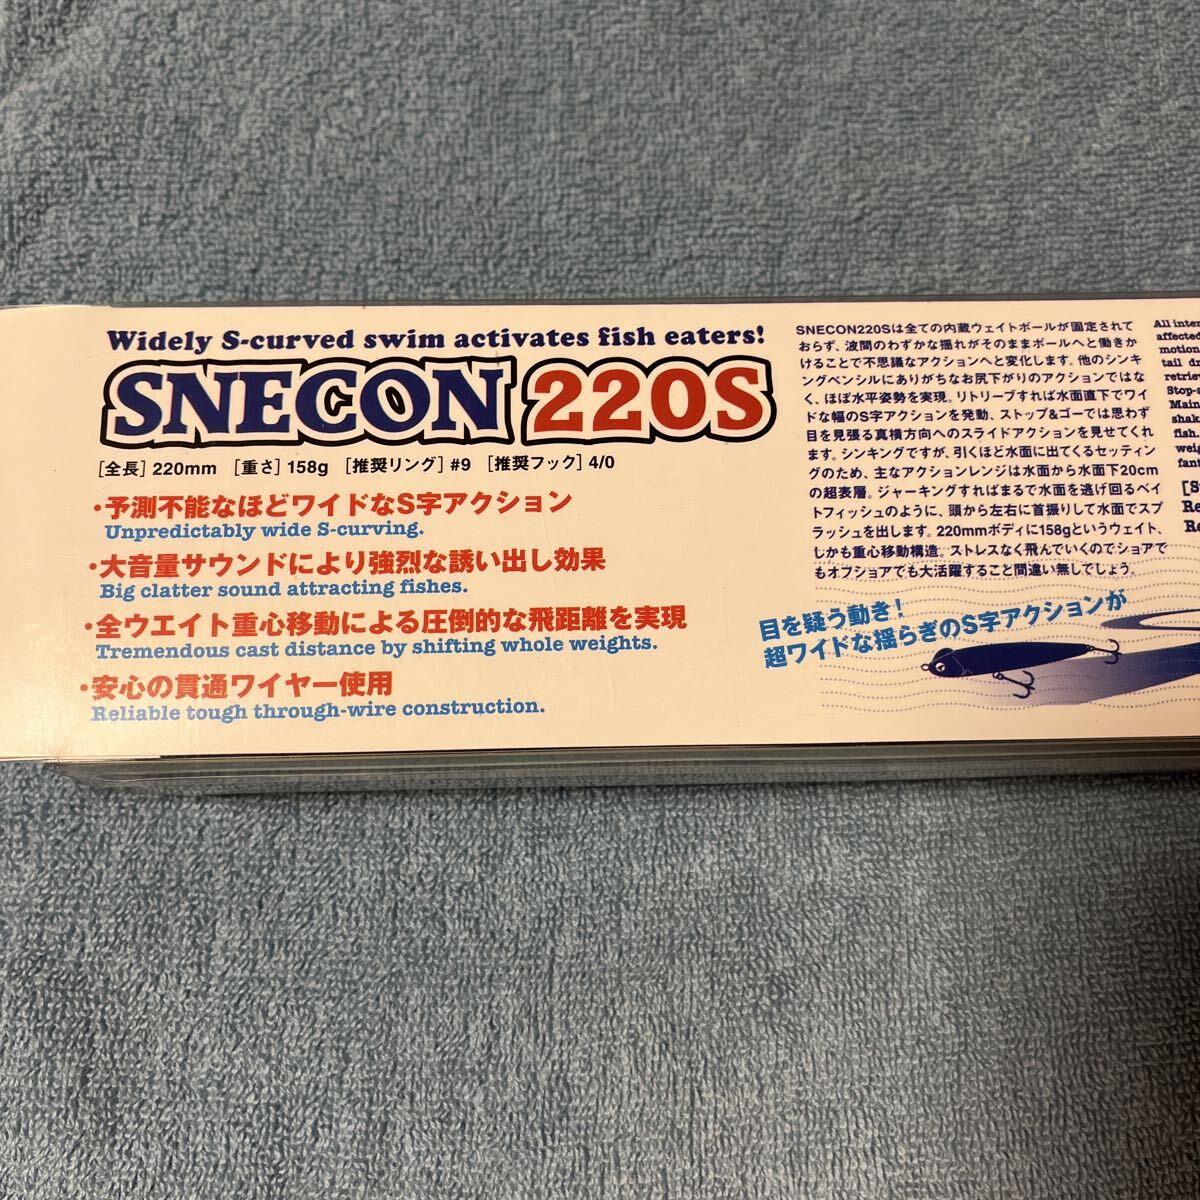 Widely S-curved swim activates fish eaters!
SNECON 220S
[全長] 220mm [重さ] 158g [推奨リング] #9 [推奨フック] 4/0
・予測不能なほどワイドなS字アクション
Unpredictably wide S-curving.
・大音量サウンドにより強烈な誘い出し効果
Big clatter sound attracting fishes.
・全ウエイト重心移動による圧倒的な飛距離を実現
Tremendous cast distance by shifting whole weights.
・安心の貫通ワイヤー使用
Reliable tough through-wire construction.
SNECON220Sは全ての内蔵ウェイトボールが固定されて
おらず、波間のわずかな揺れがそのままボールへと働きか
けることで不思議なアクションへと変化します。他のシンキ
ングペンシルにありがちなお尻下がりのアクションではな
く、ほぼ水平姿勢を実現。リトリーブすれば水面直下でワイ
ドな幅のS字アクションを発動、ストップ&ゴーでは思わず
目を見張る真横方向へのスライドアクションを見せてくれ
ます。シンキングですが、引くほど水面に出てくるセッティン
グのため、主なアクションレンジは水面から水面下20cm
の超表層。ジャーキングすればまるで水面を逃げ回るベイ
トフィッシュのように、頭から左右に首振りして水面でスプ
ラッシュを出します。220mmボディに158gというウェイト、
しかも重心移動構造。ストレスなく飛んでいくのでショアで
もオフショアでも大活躍すること間違い無しでしょう。
目を疑う動き!
超ワイドな揺らぎのS字アクションが
All inter
affected
motion
tail dr
retriev
Stop-a
Main
shak
fish.
weig
fant
[S
Re
Re